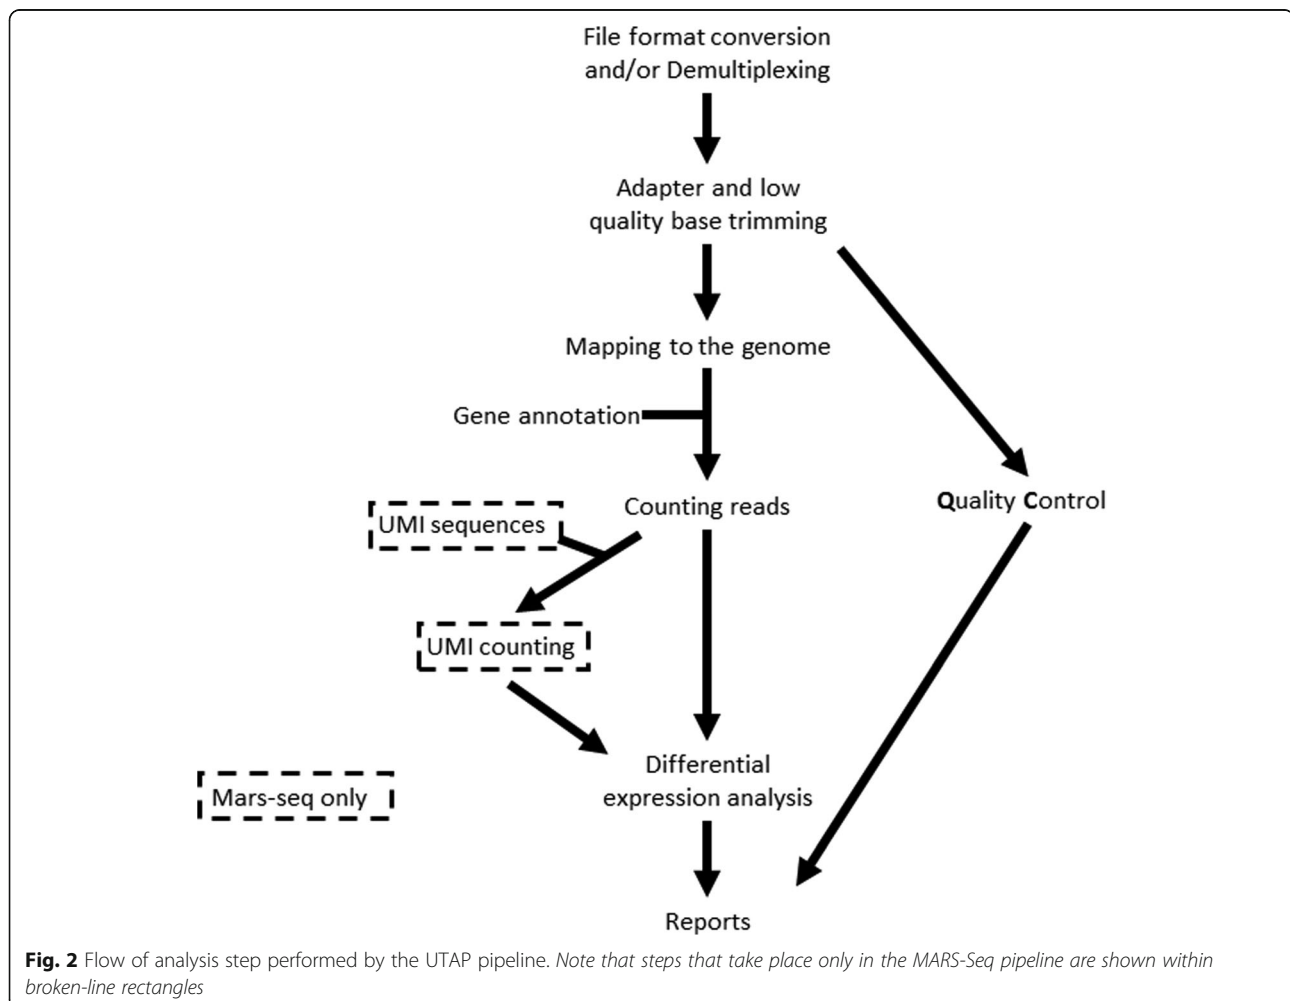 File format conversion
and/or Demultiplexing
Adapter and low
quality base trimming
Mapping to the genome
Gene annotation
Counting reads
Quality Control
UMI sequences
UMI counting
Differential
expression analysis
Mars-seq only
Reports
Fig. 2 Flow of analysis step performed by the UTAP pipeline. Note that steps that take place only in the MARS-Seq pipeline are shown within
broken-line rectangles